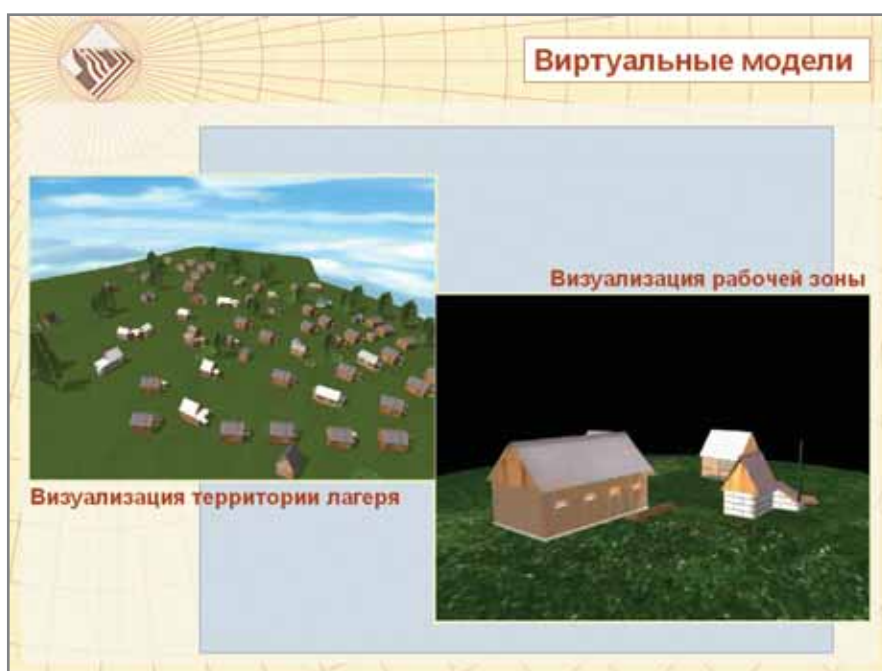 Виртуальные модели
Визуализация рабочей зоны
Визуализация территории лагеря